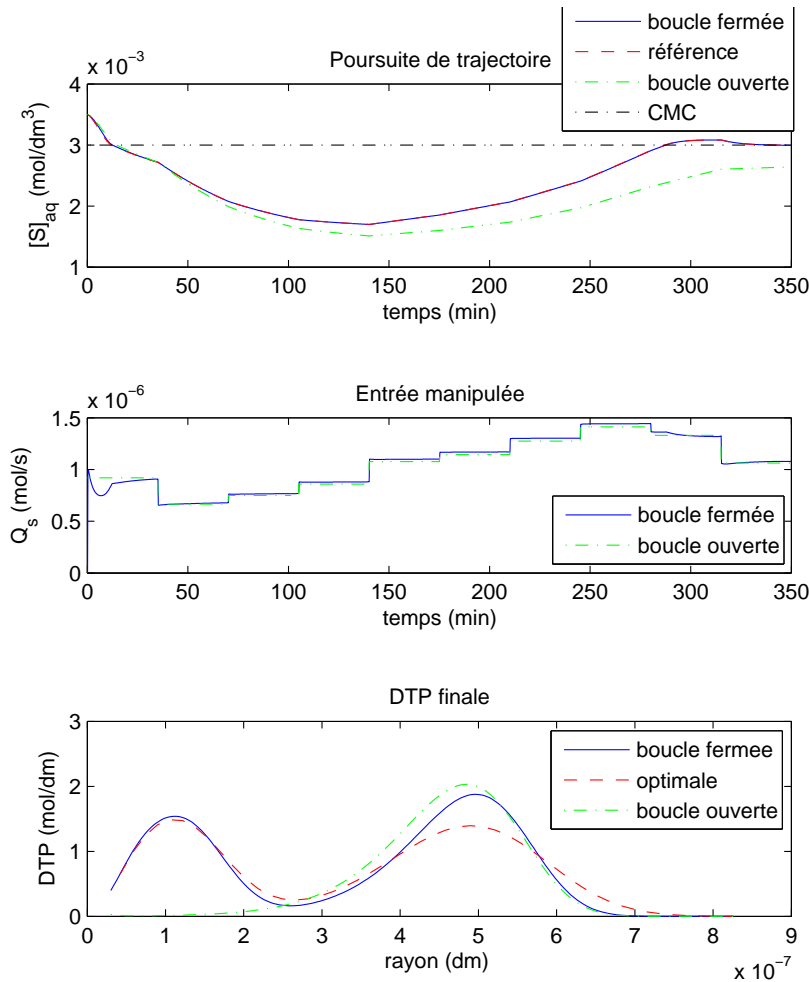 boucle fermée
référence
boucle ouverte
CMC
x 10⁻³
Poursuite de trajectoire
4
3
2
1
[S]aq (mol/dm³)
0 50 100 150 200 250 300 350
temps (min)
x 10⁻⁶
Entrée manipulée
1.5
1
0.5
0
Qs (mol/s)
boucle fermée
boucle ouverte
0 50 100 150 200 250 300 350
temps (min)
DTP finale
3
2
1
0
DTP (mol/dm)
boucle fermee
optimale
boucle ouverte
0 1 2 3 4 5 6 7 8 9
rayon (dm)
x 10⁻⁷